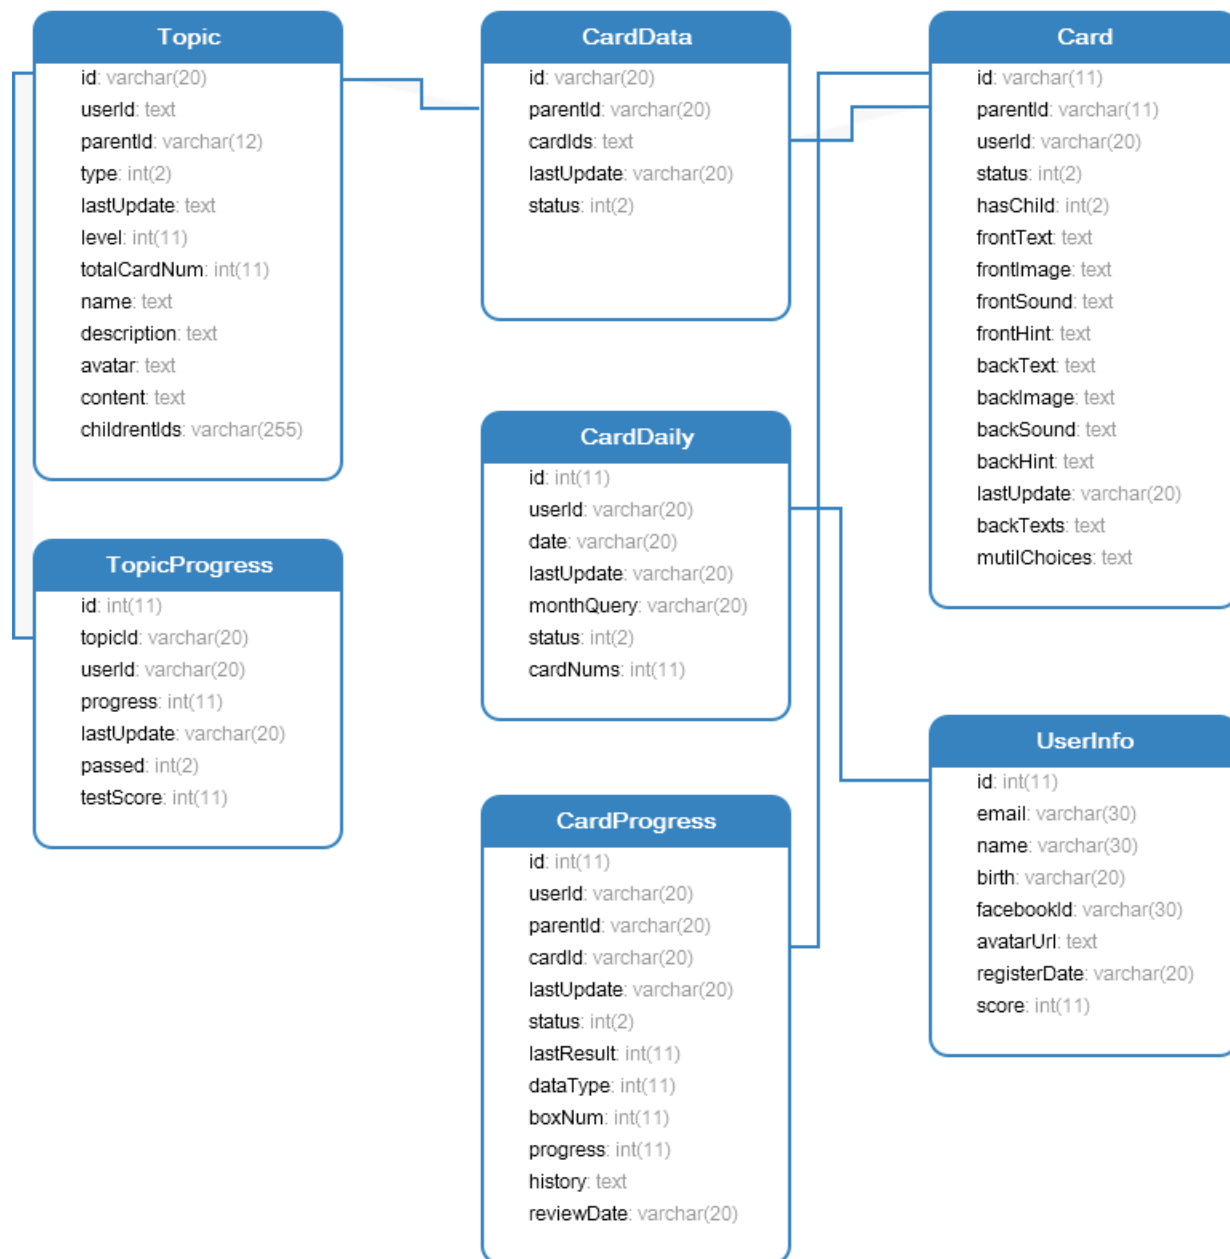 Topic
id: varchar(20)
userId: text
parentId: varchar(12)
type: int(2)
lastUpdate: text
level: int(11)
totalCardNum: int(11)
name: text
description: text
avatar: text
content: text
childrentIds: varchar(255)
TopicProgress
id: int(11)
topicId: varchar(20)
userId: varchar(20)
progress: int(11)
lastUpdate: varchar(20)
passed: int(2)
testScore: int(11)
CardData
id: varchar(20)
parentId: varchar(20)
cardIds: text
lastUpdate: varchar(20)
status: int(2)
CardDaily
id: int(11)
userId: varchar(20)
date: varchar(20)
lastUpdate: varchar(20)
monthQuery: varchar(20)
status: int(2)
cardNums: int(11)
CardProgress
id: int(11)
userId: varchar(20)
parentId: varchar(20)
cardId: varchar(20)
lastUpdate: varchar(20)
status: int(2)
lastResult: int(11)
dataType: int(11)
boxNum: int(11)
progress: int(11)
history: text
reviewDate: varchar(20)
Card
id: varchar(11)
parentId: varchar(11)
userId: varchar(20)
status: int(2)
hasChild: int(2)
frontText: text
frontImage: text
frontSound: text
frontHint: text
backText: text
backImage: text
backSound: text
backHint: text
lastUpdate: varchar(20)
backTexts: text
mutilChoices: text
UserInfo
id: int(11)
email: varchar(30)
name: varchar(30)
birth: varchar(20)
facebookId: varchar(30)
avatarUrl: text
registerDate: varchar(20)
score: int(11)